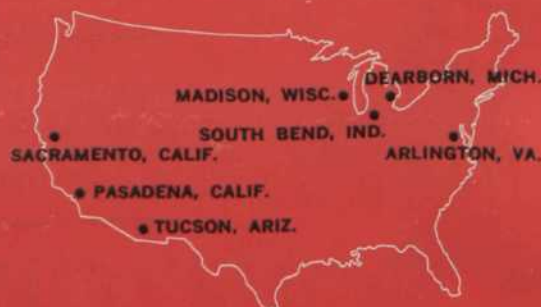 DEARBORN, MICH.
MADISON, WISC.
SOUTH BEND, IND.
SACRAMENTO, CALIF.
ARLINGTON, VA.
PASADENA, CALIF.
TUCSON, ARIZ.